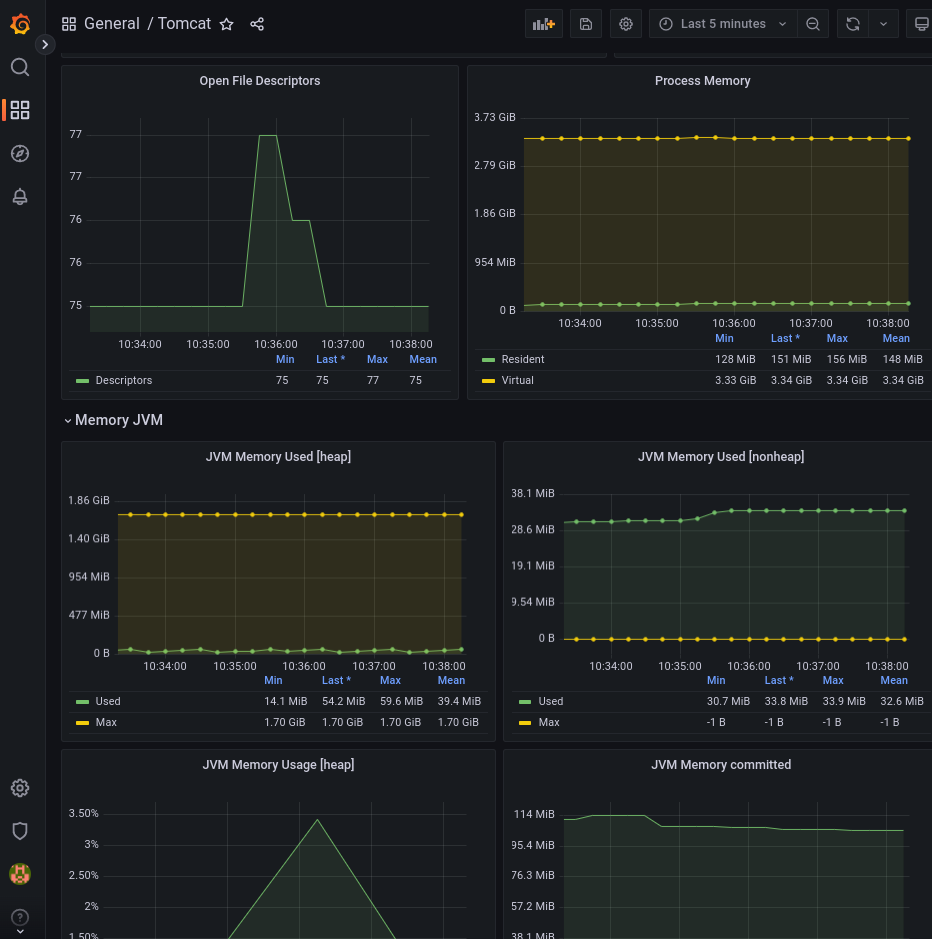 General / Tomcat
Last 5 minutes
Open File Descriptors
77
77
76
76
75
10:34:00 10:35:00 10:36:00 10:37:00 10:38:00
Min Last * Max Mean
Descriptors 75 75 77 75
Process Memory
3.73 GiB
2.79 GiB
1.86 GiB
954 MiB
0 B
10:34:00 10:35:00 10:36:00 10:37:00 10:38:00
Min Last * Max Mean
Resident 128 MiB 151 MiB 156 MiB 148 MiB
Virtual 3.33 GiB 3.34 GiB 3.34 GiB 3.34 GiB
Memory JVM
JVM Memory Used [heap]
1.86 GiB
1.40 GiB
954 MiB
477 MiB
0 B
10:34:00 10:35:00 10:36:00 10:37:00 10:38:00
Min Last * Max Mean
Used 14.1 MiB 54.2 MiB 59.6 MiB 39.4 MiB
Max 1.70 GiB 1.70 GiB 1.70 GiB 1.70 GiB
JVM Memory Used [nonheap]
38.1 MiB
28.6 MiB
19.1 MiB
9.54 MiB
0 B
10:34:00 10:35:00 10:36:00 10:37:00 10:38:00
Min Last * Max Mean
Used 30.7 MiB 33.8 MiB 33.9 MiB 32.6 MiB
Max -1 B -1 B -1 B -1 B
JVM Memory Usage [heap]
3.50%
3%
2.50%
2%
1.50%
JVM Memory committed
114 MiB
95.4 MiB
76.3 MiB
57.2 MiB
38.1 MiB